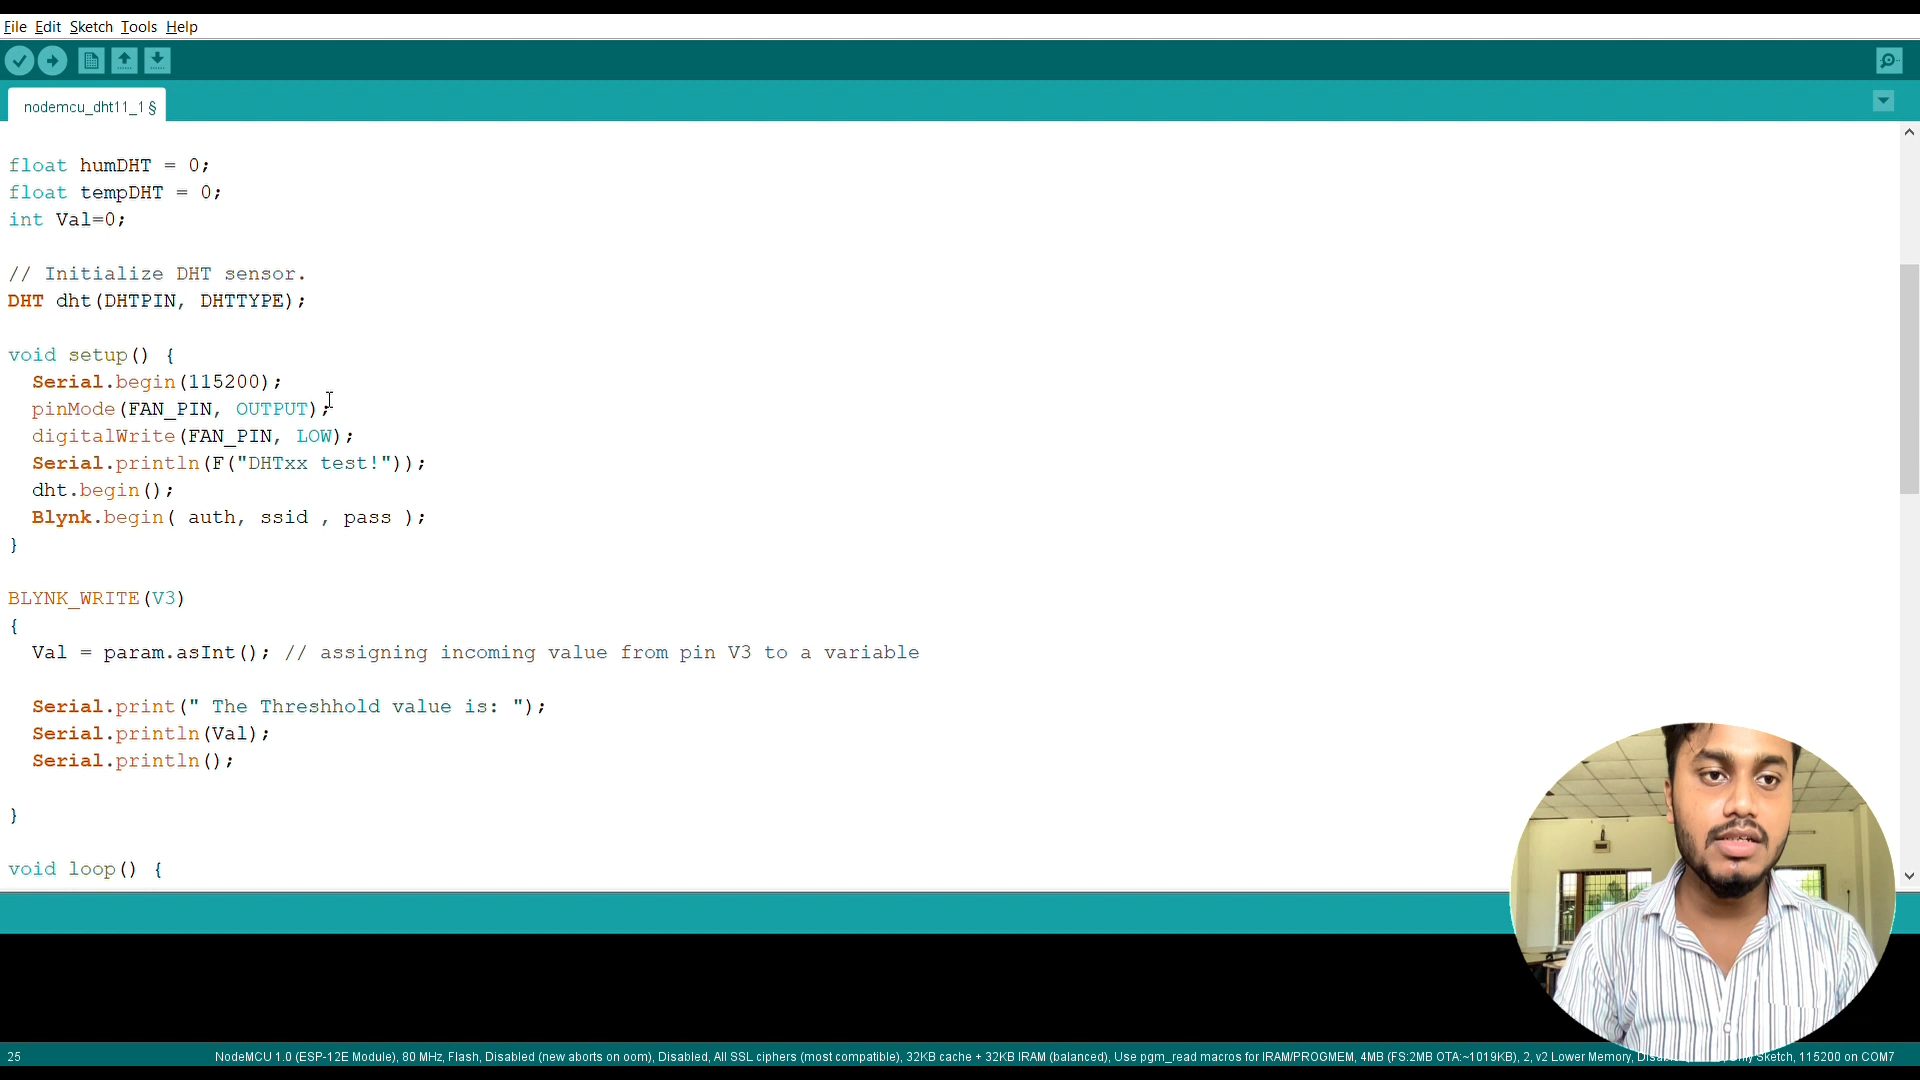 File Edit Sketch Tools Help
nodemcu_dht11_1 §
float humDHT = 0;
float tempDHT = 0;
int Val=0;
// Initialize DHT sensor.
DHT dht(DHTPIN, DHTTYPE);
void setup() {
Serial.begin(115200);
pinMode(FAN_PIN, OUTPUT);
digitalWrite(FAN_PIN, LOW);
Serial.println(F("DHTxx test!"));
dht.begin();
Blynk.begin( auth, ssid , pass );
}
BLYNK_WRITE(V3)
{
Val = param.asInt(); // assigning incoming value from pin V3 to a variable
Serial.print(" The Threshhold value is: ");
Serial.println(Val);
Serial.println();
}
void loop() {
25 NodeMCU 1.0 (ESP-12E Module), 80 MHz, Flash, Disabled (new aborts on oom), Disabled, All SSL ciphers (most compatible), 32KB cache + 32KB IRAM (balanced), Use pgm_read macros for IRAM/PROGMEM, 4MB (FS:2MB OTA:~1019KB), 2, v2 Lower Memory, Sketch, 115200 on COM7